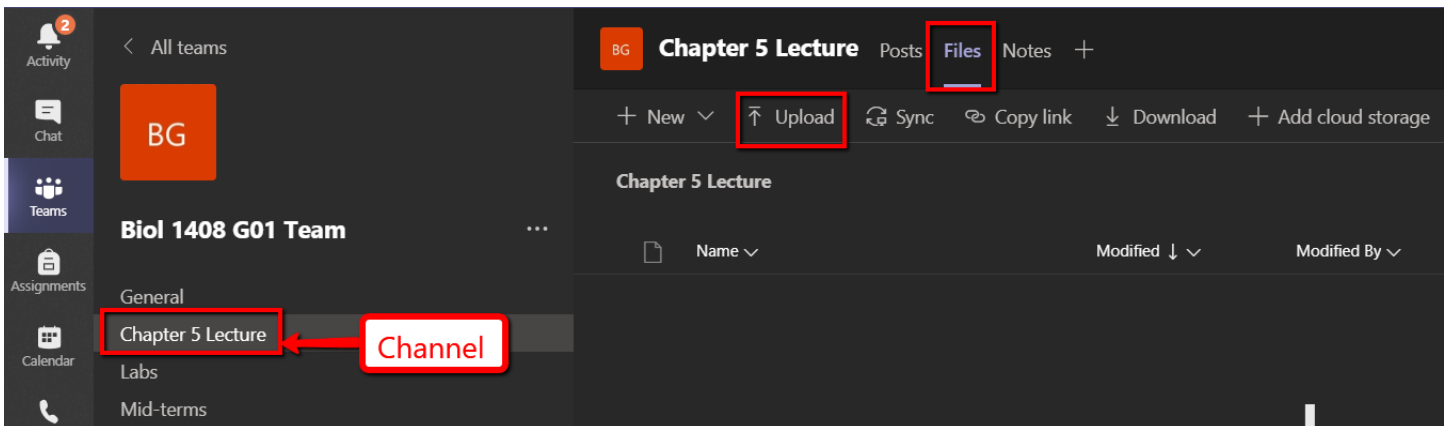 2
Activity
Chat
Teams
Assignments
Calendar
All teams
BG
Biol 1408 G01 Team
General
Chapter 5 Lecture
Channel
Labs
Mid-terms
BG Chapter 5 Lecture Posts Files Notes
New Upload Sync Copy link Download Add cloud storage
Chapter 5 Lecture
Name Modified Modified By